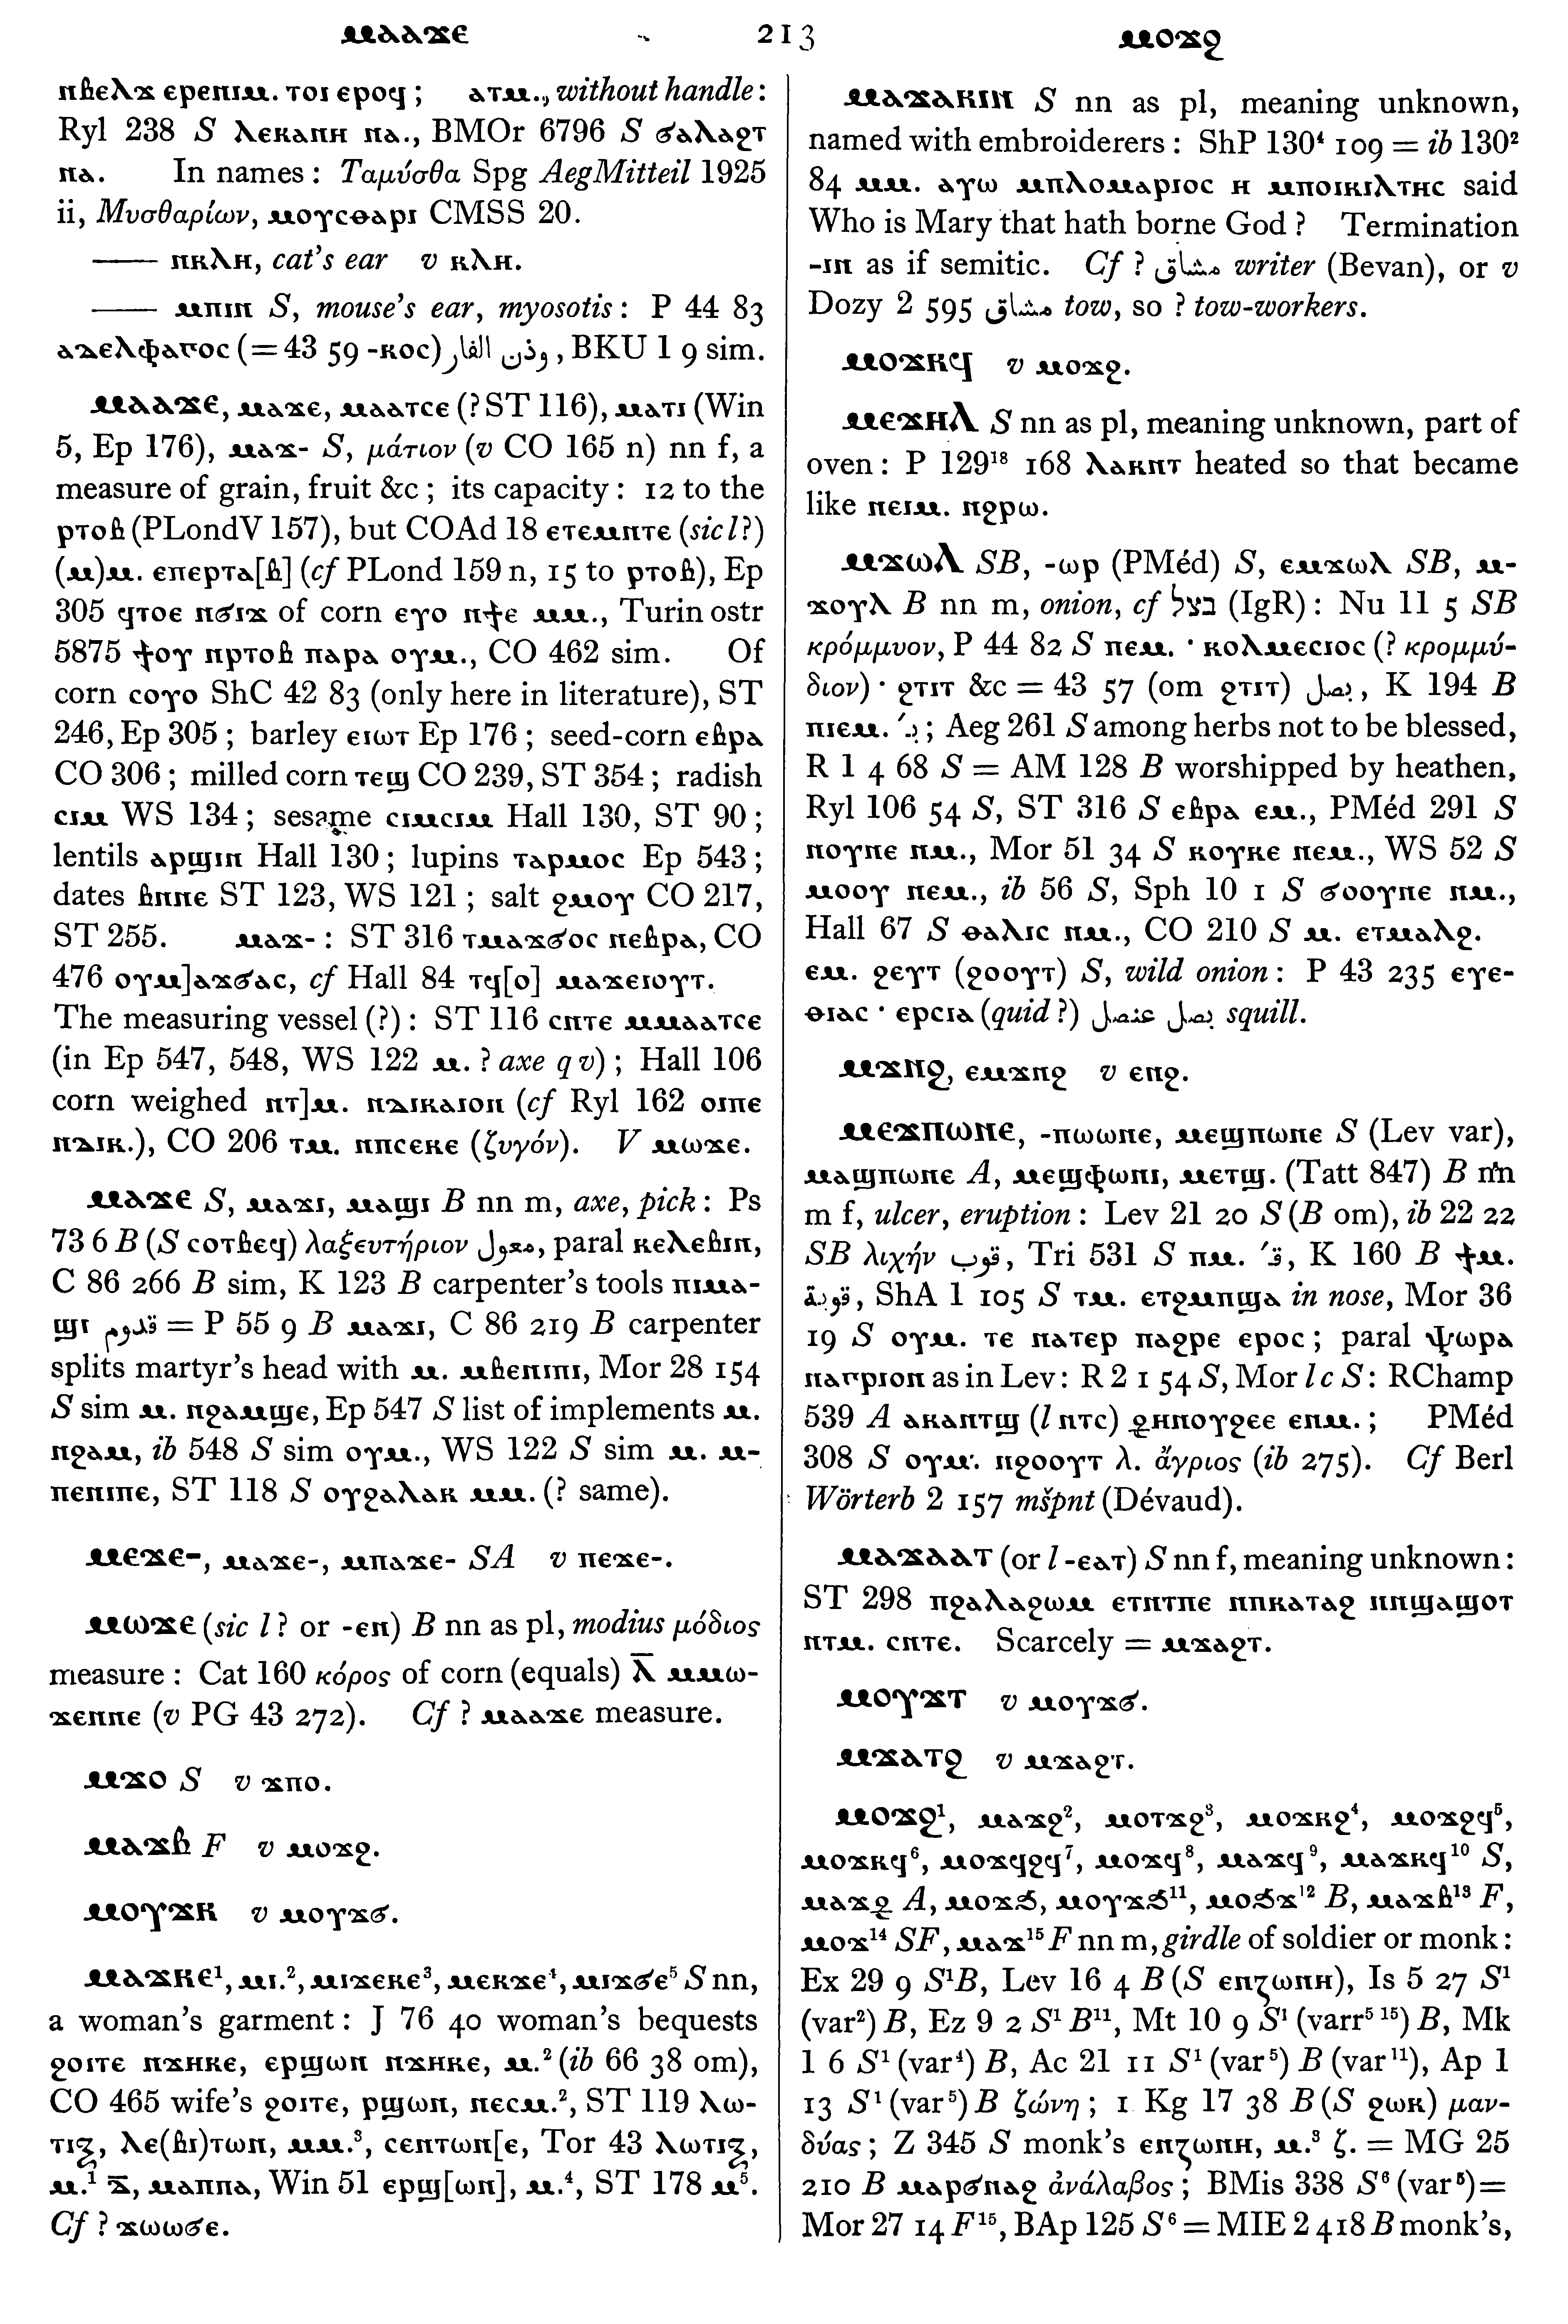 ⲙⲁⲁϫⲉ 213 ⲙⲟϫϩ
ⲛⲃⲉⲗϫ ⲉⲣⲉⲡⲓⲙ. ⲧⲟⲓ ⲉⲣⲟϥ ; ⲁⲧⲙ., without handle :
Ryl 238 S ⲗⲉⲕⲁⲡⲏ ⲛⲁ., BMOr 6796 S ϭⲁⲗⲁϩⲧ
ⲛⲁ. In names : Ταμύσθα Spg AegMitteil 1925
ii, Μυσθαρίων, ⲙⲟⲩⲥⲑⲁⲣⲓ CMSS 20.
—— ⲛⲕⲗⲏ, cat's ear v ⲕⲗⲏ.
—— ⲙⲡⲓⲛ S, mouse's ear, myosotis : P 44 83
ⲁϫⲉⲗⲫⲁⲅⲟⲥ (= 43 59 -ⲕⲟⲥ) وذن الفار, BKU 1 9 sim.
ⲙⲁⲁϫⲉ, ⲙⲁϫⲉ, ⲙⲁⲁⲧⲥⲉ (? ST 116), ⲙⲁⲧⲓ (Win
5, Ep 176), ⲙⲁϫ- S, μάτιον (v CO 165 n) nn f, a
measure of grain, fruit &c ; its capacity : 12 to the
ⲣⲧⲟⲃ (PLondV 157), but COAd 18 ⲉⲧⲉⲙⲛⲧⲉ (sic l?)
(ⲙ)ⲙ. ⲉⲡⲉⲣⲧⲁ[ⲃ] (cf PLond 159 n, 15 to ⲣⲧⲟⲃ), Ep
305 ϥⲧⲟⲉ ⲛϭⲓϫ of corn ⲉⲩⲟ ⲛϯⲉ ⲙⲙ., Turin ostr
5875 ϯⲟⲩ ⲛⲣⲧⲟⲃ ⲡⲁⲣⲁ ⲟⲩⲙ., CO 462 sim. Of
corn ⲥⲟⲩⲟ ShC 42 83 (only here in literature), ST
246, Ep 305 ; barley ⲉⲓⲱⲧ Ep 176 ; seed-corn ⲉⲃⲣⲁ
CO 306 ; milled corn ⲧⲉϣ CO 239, ST 354 ; radish
ⲥⲓⲙ WS 134 ; sesame ⲥⲓⲙⲥⲓⲙ Hall 130, ST 90 ;
lentils ⲁⲣϣⲓⲛ Hall 130 ; lupins ⲧⲁⲣⲙⲟⲥ Ep 543 ;
dates ⲃⲛⲛⲉ ST 123, WS 121 ; salt ϩⲙⲟⲩ CO 217,
ST 255. ⲙⲁϫ- : ST 316 ⲧⲙⲁϫϭⲟⲥ ⲛⲉⲃⲣⲁ, CO
476 ⲟⲩⲙ]ⲁϫϭⲁⲥ, cf Hall 84 ⲧϥ[ⲟ] ⲙⲁϫⲉⲓⲟⲩⲧ.
The measuring vessel (?) : ST 116 ⲥⲛⲧⲉ ⲙⲙⲁⲁⲧⲥⲉ
(in Ep 547, 548, WS 122 ⲙ. ? axe q v) ; Hall 106
corn weighed ⲛⲧ]ⲙ. ⲛⲇⲓⲕⲁⲓⲟⲛ (cf Ryl 162 ⲟⲓⲡⲉ
ⲛⲇⲓⲕ.), CO 206 ⲧⲙ. ⲛⲡⲥⲉⲕⲉ (ζυγόν). V ⲙⲱϫⲉ.
ⲙⲁϫⲉ S, ⲙⲁϫⲓ, ⲙⲁϣⲓ B nn m, axe, pick : Ps
73 6 B (S ⲥⲟⲧⲃⲉϥ) λαξευτήριον معول, paral ⲕⲉⲗⲉⲃⲓⲛ,
C 86 266 B sim, K 123 B carpenter's tools ⲡⲓⲙⲁ-
ϣⲓ قدوم = P 55 9 B ⲙⲁϫⲓ, C 86 219 B carpenter
splits martyr's head with ⲙ. ⲙⲃⲉⲛⲓⲡⲓ, Mor 28 154
S sim ⲙ. ⲛϩⲁⲙϣⲉ, Ep 547 S list of implements ⲙ.
ⲛϩⲁⲙ, ib 548 S sim ⲟⲩⲙ., WS 122 S sim ⲙ. ⲙ-
ⲡⲉⲛⲓⲡⲉ, ST 118 S ⲟⲩϩⲁⲗⲁⲕ ⲙⲙ. (? same).
ⲙⲉϫⲉ-, ⲙⲁϫⲉ-, ⲙⲡⲁϫⲉ- SA v ⲡⲉϫⲉ-.
ⲙⲱϫⲉ (sic l ? or -ⲉⲛ) B nn as pl, modius μόδιος
measure : Cat 160 κόρος of corn (equals) ⲗ̅ ⲙⲙⲱ-
ϫⲉⲛⲛⲉ (v PG 43 272). Cf ? ⲙⲁⲁϫⲉ measure.
ⲙϫⲟ S v ϫⲡⲟ.
ⲙⲁϫⲃ F v ⲙⲟϫϩ.
ⲙⲟⲩϫⲕ v ⲙⲟⲩϫϭ.
ⲙⲁϫⲕⲉ¹, ⲙⲓ.², ⲙⲓϫⲉⲕⲉ³, ⲙⲉⲕϫⲉ⁴, ⲙⲓϫϭⲉ⁵ S nn,
a woman's garment : J 76 40 woman's bequests
ϩⲟⲓⲧⲉ ⲛϫⲏⲕⲉ, ⲉⲣϣⲱⲛ ⲛϫⲏⲕⲉ, ⲙ.² (ib 66 38 om),
CO 465 wife's ϩⲟⲓⲧⲉ, ⲣϣⲱⲛ, ⲡⲉⲥⲙ.², ST 119 ⲗⲱ-
ⲧⲓⲝ, ⲗⲉ(ⲃⲓ)ⲧⲱⲛ, ⲙⲙ.³, ⲥⲉⲛⲧⲱⲛ[ⲉ, Tor 43 ⲗⲱⲧⲓⲝ,
ⲙ.¹ ⲇ̅, ⲙⲁⲡⲡⲁ, Win 51 ⲉⲣϣ[ⲱⲛ], ⲙ.⁴, ST 178 ⲙ⁵.
Cf ? ϫⲱⲱϭⲉ.
ⲙⲁϫⲁⲕⲓⲛ S nn as pl, meaning unknown,
named with embroiderers : ShP 130⁴ 109 = ib 130²
84 ⲙⲙ. ⲁⲩⲱ ⲙⲡⲗⲟⲙⲁⲣⲓⲟⲥ ⲏ ⲙⲡⲟⲓⲕⲓⲗⲧⲏⲥ said
Who is Mary that hath borne God ? Termination
-ⲓⲛ as if semitic. Cf ? مشاق writer (Bevan), or v
Dozy 2 595 مشاق tow, so ? tow-workers.
ⲙⲟϫⲕϥ v ⲙⲟϫϩ.
ⲙⲉϫⲏⲗ S nn as pl, meaning unknown, part of
oven : P 129¹⁸ 168 ⲗⲁⲕⲛⲧ heated so that became
like ⲛⲉⲓⲙ. ⲛϩⲣⲱ.
ⲙϫⲱⲗ SB, -ⲱⲣ (PMéd) S, ⲉⲙϫⲱⲗ SB, ⲙ-
ϫⲟⲩⲗ B nn m, onion, cf בצל (IgR) : Nu 11 5 SB
κρόμμυον, P 44 82 S ⲡⲉⲙ. · ⲕⲟⲗⲙⲉⲥⲓⲟⲥ (? κρομμύ-
διον) · ϩⲧⲓⲧ &c = 43 57 (om ϩⲧⲓⲧ) بصل, K 194 B
ⲡⲓⲉⲙ. ′ب ; Aeg 261 S among herbs not to be blessed,
R 1 4 68 S = AM 128 B worshipped by heathen,
Ryl 106 54 S, ST 316 S ⲉⲃⲣⲁ ⲉⲙ., PMéd 291 S
ⲛⲟⲩⲛⲉ ⲛⲙ., Mor 51 34 S ⲕⲟⲩⲕⲉ ⲛⲉⲙ., WS 52 S
ⲙⲟⲟⲩ ⲛⲉⲙ., ib 56 S, Sph 10 1 S ϭⲟⲟⲩⲛⲉ ⲛⲙ.,
Hall 67 S ⲑⲁⲗⲓⲥ ⲛⲙ., CO 210 S ⲙ. ⲉⲧⲙⲁⲗϩ.
ⲉⲙ. ϩⲉⲩⲧ (ϩⲟⲟⲩⲧ) S, wild onion : P 43 235 ⲉⲩⲉ-
ⲑⲓⲁⲥ · ⲉⲣⲥⲓⲁ (quid ?) بصل عنصل squill.
ⲙϫⲛϩ, ⲉⲙϫⲛϩ v ⲉⲛϩ.
ⲙⲉϫⲡⲱⲛⲉ, -ⲡⲱⲱⲛⲉ, ⲙⲉϣⲡⲱⲛⲉ S (Lev var),
ⲙⲁϣⲡⲱⲛⲉ A, ⲙⲉϣⲫⲱⲛⲓ, ⲙⲉⲧϣ. (Tatt 847) B nn
m f, ulcer, eruption : Lev 21 20 S (B om), ib 22 22
SB λιχήν قوب, Tri 531 S ⲡⲙ. ′ق, K 160 B ϯⲙ.
قوبة, ShA 1 105 S ⲧⲙ. ⲉⲧϩⲙⲡϣⲁ in nose, Mor 36
19 S ⲟⲩⲙ. ⲧⲉ ⲡⲁⲧⲉⲣ ⲡⲁϩⲣⲉ ⲉⲣⲟⲥ ; paral ⲯⲱⲣⲁ
ⲛⲁⲅⲣⲓⲟⲛ as in Lev : R 2 1 54 S, Mor l c S : RChamp
539 A ⲁⲕⲁⲛⲧϣ (l ⲛⲧⲥ) ϩⲏⲛⲟⲩϩⲉⲉ ⲉⲛⲙ. ; PMéd
308 S ⲟⲩⲙ. ⲛϩⲟⲟⲩⲧ λ. ἄγριος (ib 275). Cf Berl
Wörterb 2 157 mšpnt (Dévaud).
ⲙⲁϫⲁⲁⲧ (or l -ⲉⲁⲧ) S nn f, meaning unknown :
ST 298 ⲛϩⲁⲗⲁϩⲱⲙ ⲉⲧⲛⲧⲡⲉ ⲛⲛⲕⲁⲧⲁϩ ⲛⲛϣⲁϣⲟⲧ
ⲛⲧⲙ. ⲥⲛⲧⲉ. Scarcely = ⲙϫⲁϩⲧ.
ⲙⲟⲩϫⲧ v ⲙⲟⲩϫϭ.
ⲙϫⲁⲧϩ v ⲙϫⲁϩⲧ.
ⲙⲟϫϩ¹, ⲙⲁϫϩ², ⲙⲟⲧϫϩ³, ⲙⲟϫⲕϩ⁴, ⲙⲟϫϩϥ⁵,
ⲙⲟϫⲕϥ⁶, ⲙⲟϫϥϩϥ⁷, ⲙⲟϫϥ⁸, ⲙⲁϫϥ⁹, ⲙⲁϫⲕϥ¹⁰ S,
ⲙⲁϫϩ A, ⲙⲟϫϧ, ⲙⲟⲩϫϧ¹¹, ⲙⲟϧϫ¹² B, ⲙⲁϫⲃ¹³ F,
ⲙⲟϫ¹⁴ SF, ⲙⲁϫ¹⁵ F nn m, girdle of soldier or monk :
Ex 29 9 S¹B, Lev 16 4 B (S ⲉⲛⲍⲱⲛⲏ), Is 5 27 S¹
(var²) B, Ez 9 2 S¹ B¹¹, Mt 10 9 S¹ (varr⁵ ¹⁵) B, Mk
1 6 S¹ (var⁴) B, Ac 21 11 S¹ (var⁵) B (var¹¹), Ap 1
13 S¹ (var⁵) B ζώνη ; 1 Kg 17 38 B (S ϩⲱⲕ) μαν-
δύας ; Z 345 S monk's ⲉⲛⲍⲱⲛⲏ, ⲙ.³ ζ. = MG 25
210 B ⲙⲁⲣϭⲛⲁϩ ἀνάλαβος ; BMis 338 S⁶ (var⁵) =
Mor 27 14 F¹⁵, BAp 125 S⁶ = MIE 2 418 B monk's,